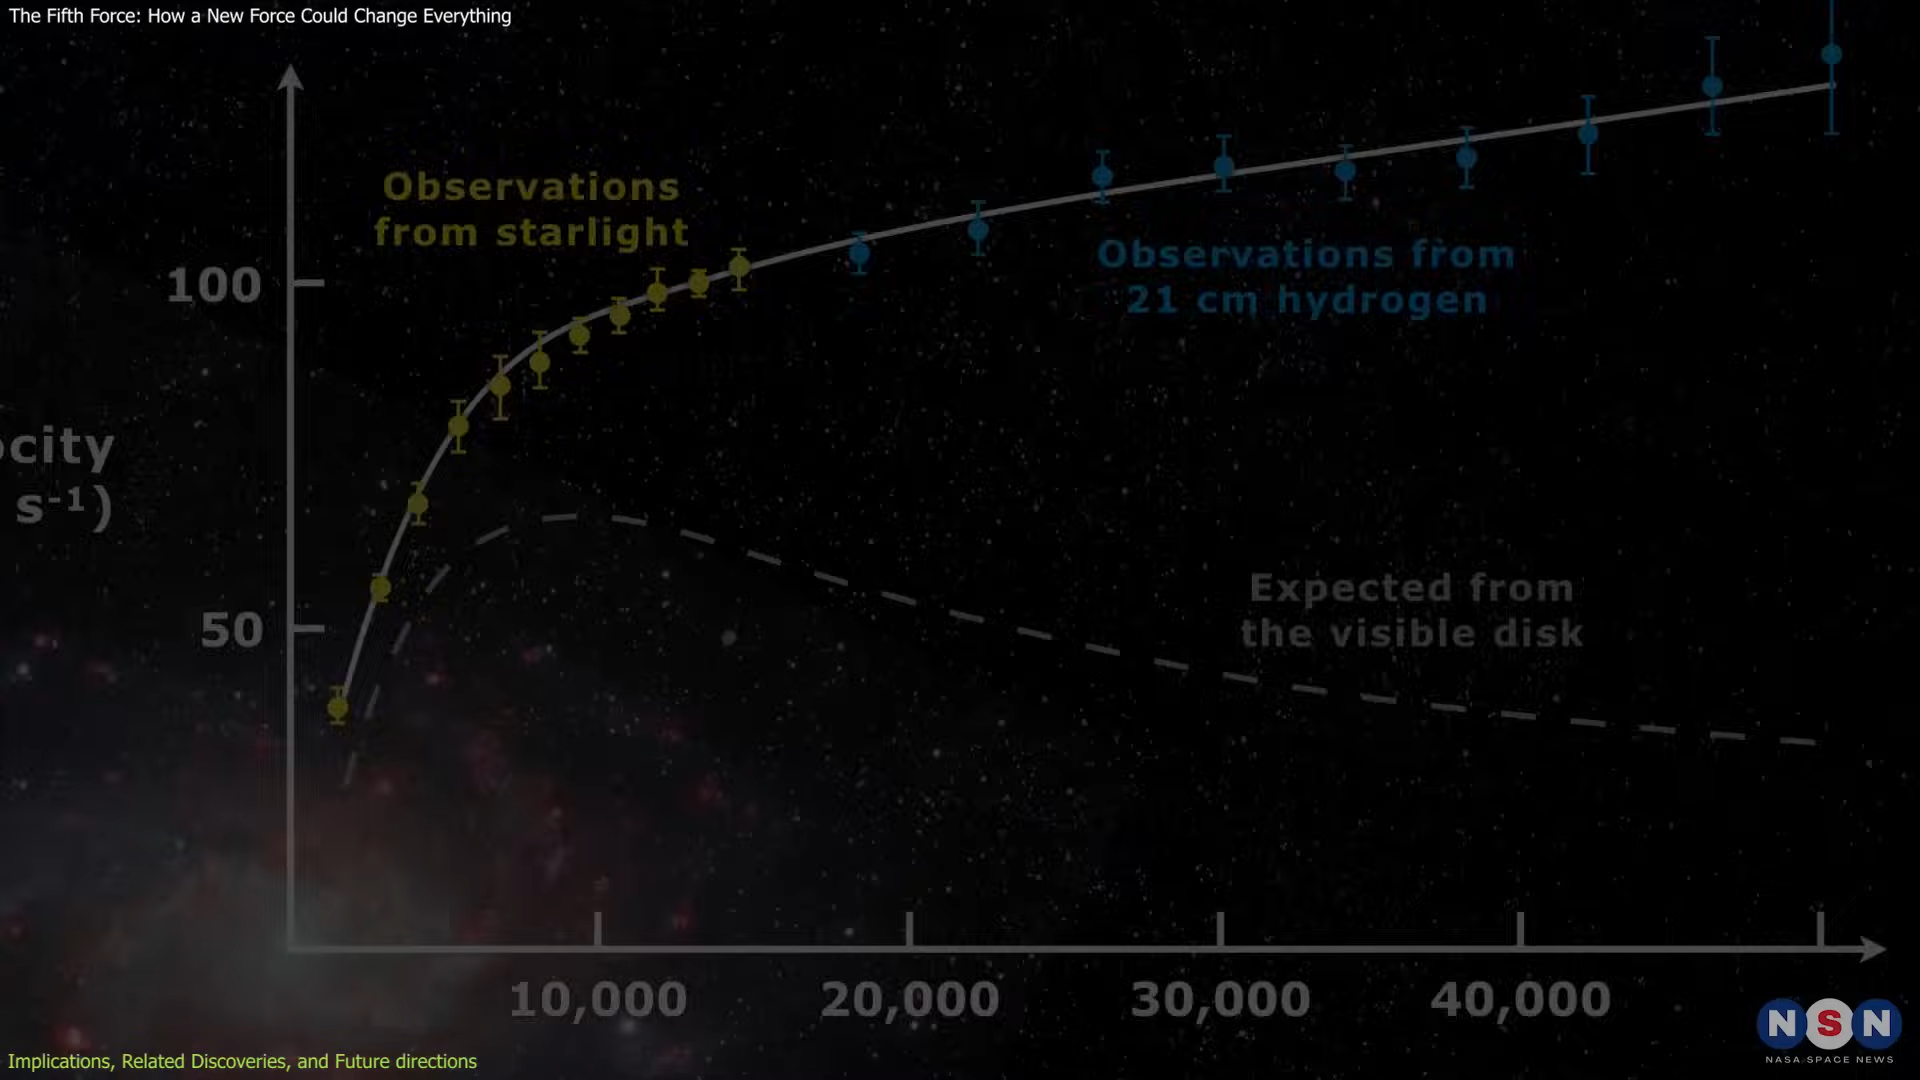 The Fifth Force: How a New Force Could Change Everything
Observations
from starlight
100
Observations from
21 cm hydrogen
ocity
s-1)
Expected from
the visible disk
50
10,000
20,000
30,000
40,000
NSN
NASA SPACE NEWS
Implications, Related Discoveries, and Future directions